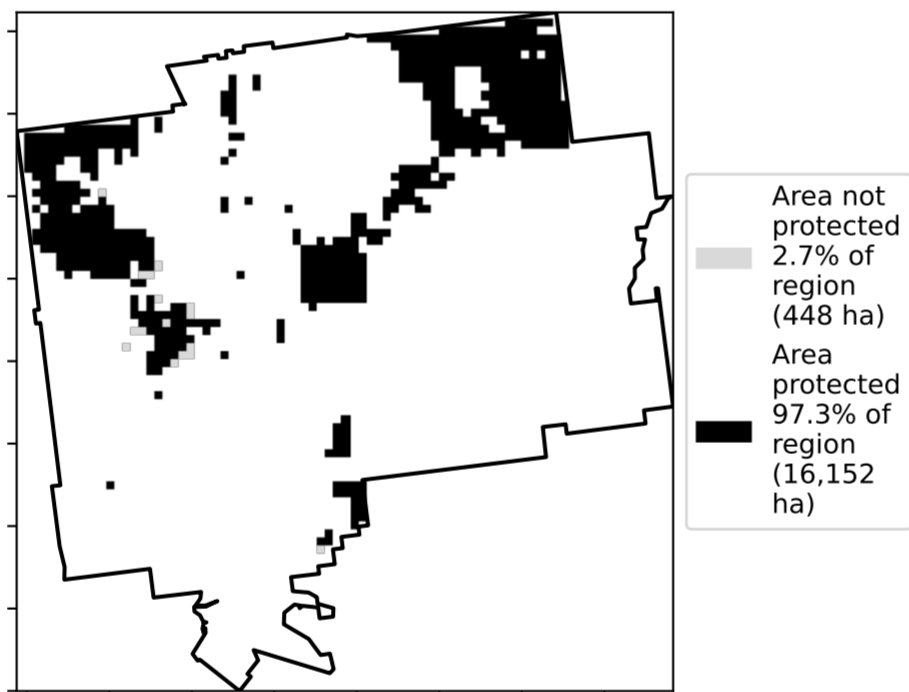 Area not
protected
2.7% of
region
(448 ha)
Area
protected
97.3% of
region
(16,152
ha)